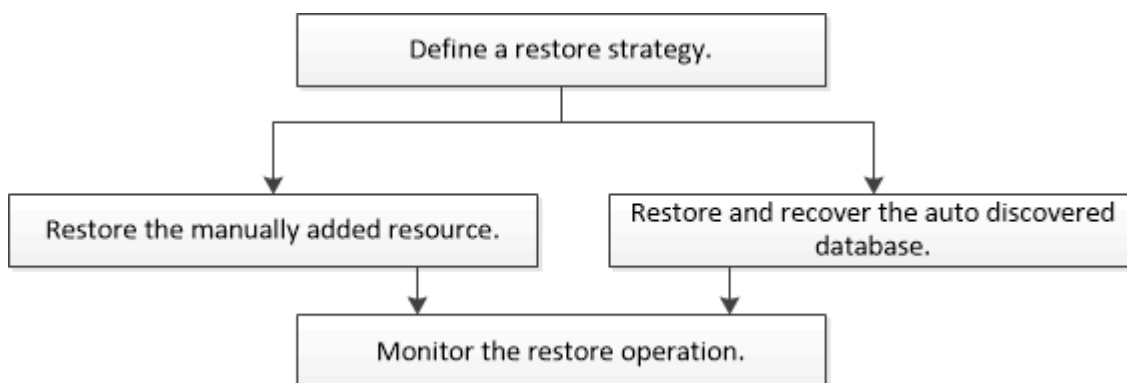 Define a restore strategy.
Restore the manually added resource.
Restore and recover the auto discovered
database.
Monitor the restore operation.